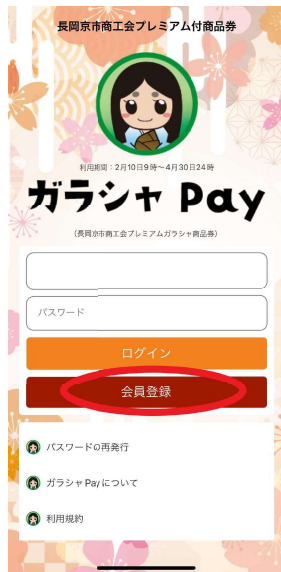 長岡京市商工会プレミアム付商品券
利用期間：2月10日9時～4月30日24時
ガラシャ Pay
(長岡京市商工会プレミアムガラシャ商品券)
パスワード
ログイン
会員登録
パスワードの再発行
ガラシャ Payについて
利用規約